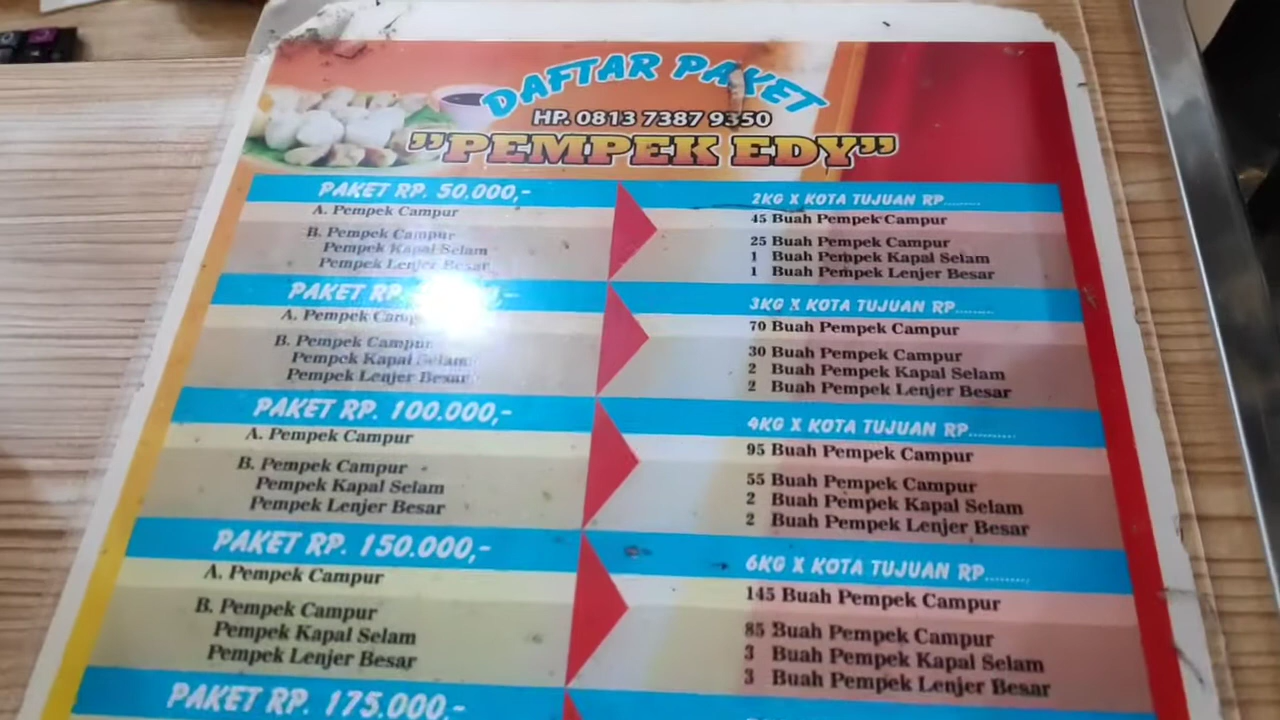 DAFTAR PAKET
HP. 0813 7387 9350
"PEMPEK EDY"
PAKET RP. 50.000,-
2KG X KOTA TUJUAN RP.........
A. Pempek Campur
45 Buah Pempek Campur
B. Pempek Campur
25 Buah Pempek Campur
Pempek Kapal Selam
1 Buah Pempek Kapal Selam
Pempek Lenjer Besar
1 Buah Pempek Lenjer Besar
PAKET RP.
3KG X KOTA TUJUAN RP.........
A. Pempek Campur
70 Buah Pempek Campur
B. Pempek Campur
30 Buah Pempek Campur
Pempek Kapal Selam
2 Buah Pempek Kapal Selam
Pempek Lenjer Besar
2 Buah Pempek Lenjer Besar
PAKET RP. 100.000,-
4KG X KOTA TUJUAN RP..........
A. Pempek Campur
95 Buah Pempek Campur
B. Pempek Campur
55 Buah Pempek Campur
Pempek Kapal Selam
2 Buah Pempek Kapal Selam
Pempek Lenjer Besar
2 Buah Pempek Lenjer Besar
PAKET RP. 150.000,-
6KG X KOTA TUJUAN RP..........
A. Pempek Campur
145 Buah Pempek Campur
B. Pempek Campur
85 Buah Pempek Campur
Pempek Kapal Selam
3 Buah Pempek Kapal Selam
Pempek Lenjer Besar
3 Buah Pempek Lenjer Besar
PAKET RP. 175.000,-